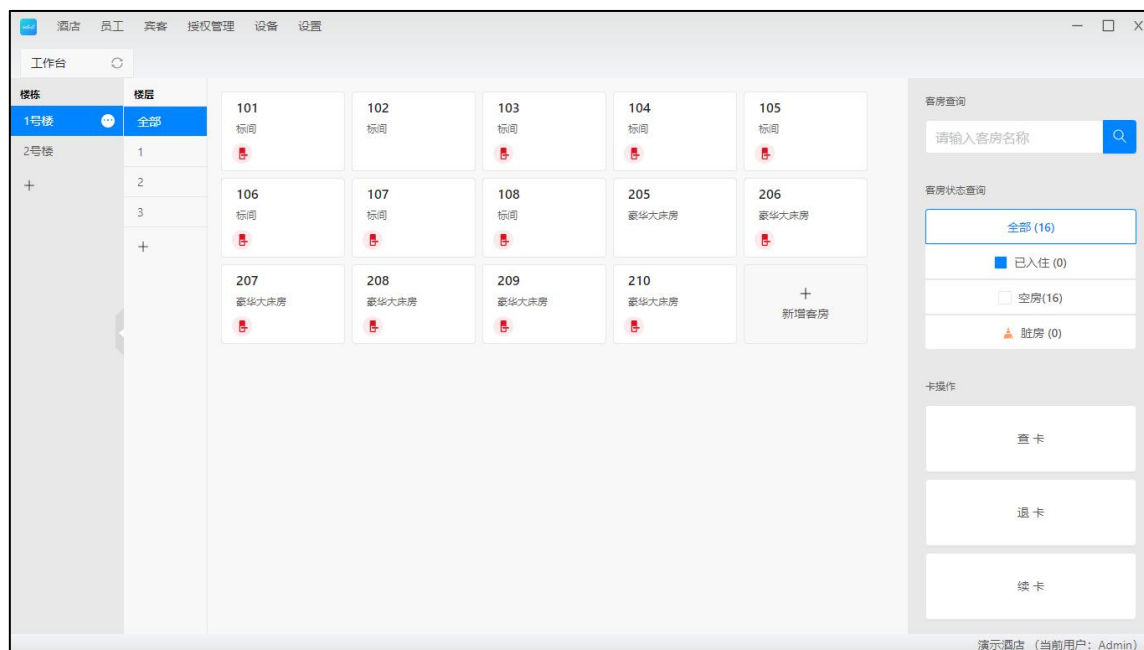 酒店 员工 宾客 授权管理 设备 设置
工作台
楼栋
1号楼
2号楼
+
楼层
全部
1
2
3
+
101
标间
102
标间
103
标间
104
标间
105
标间
106
标间
107
标间
108
标间
205
豪华大床房
206
豪华大床房
207
豪华大床房
208
豪华大床房
209
豪华大床房
210
豪华大床房
+
新增客房
客房查询
请输入客房名称
客房状态查询
全部 (16)
已入住 (0)
空房(16)
脏房 (0)
卡操作
查 卡
退 卡
续 卡
演示酒店 （当前用户：Admin）